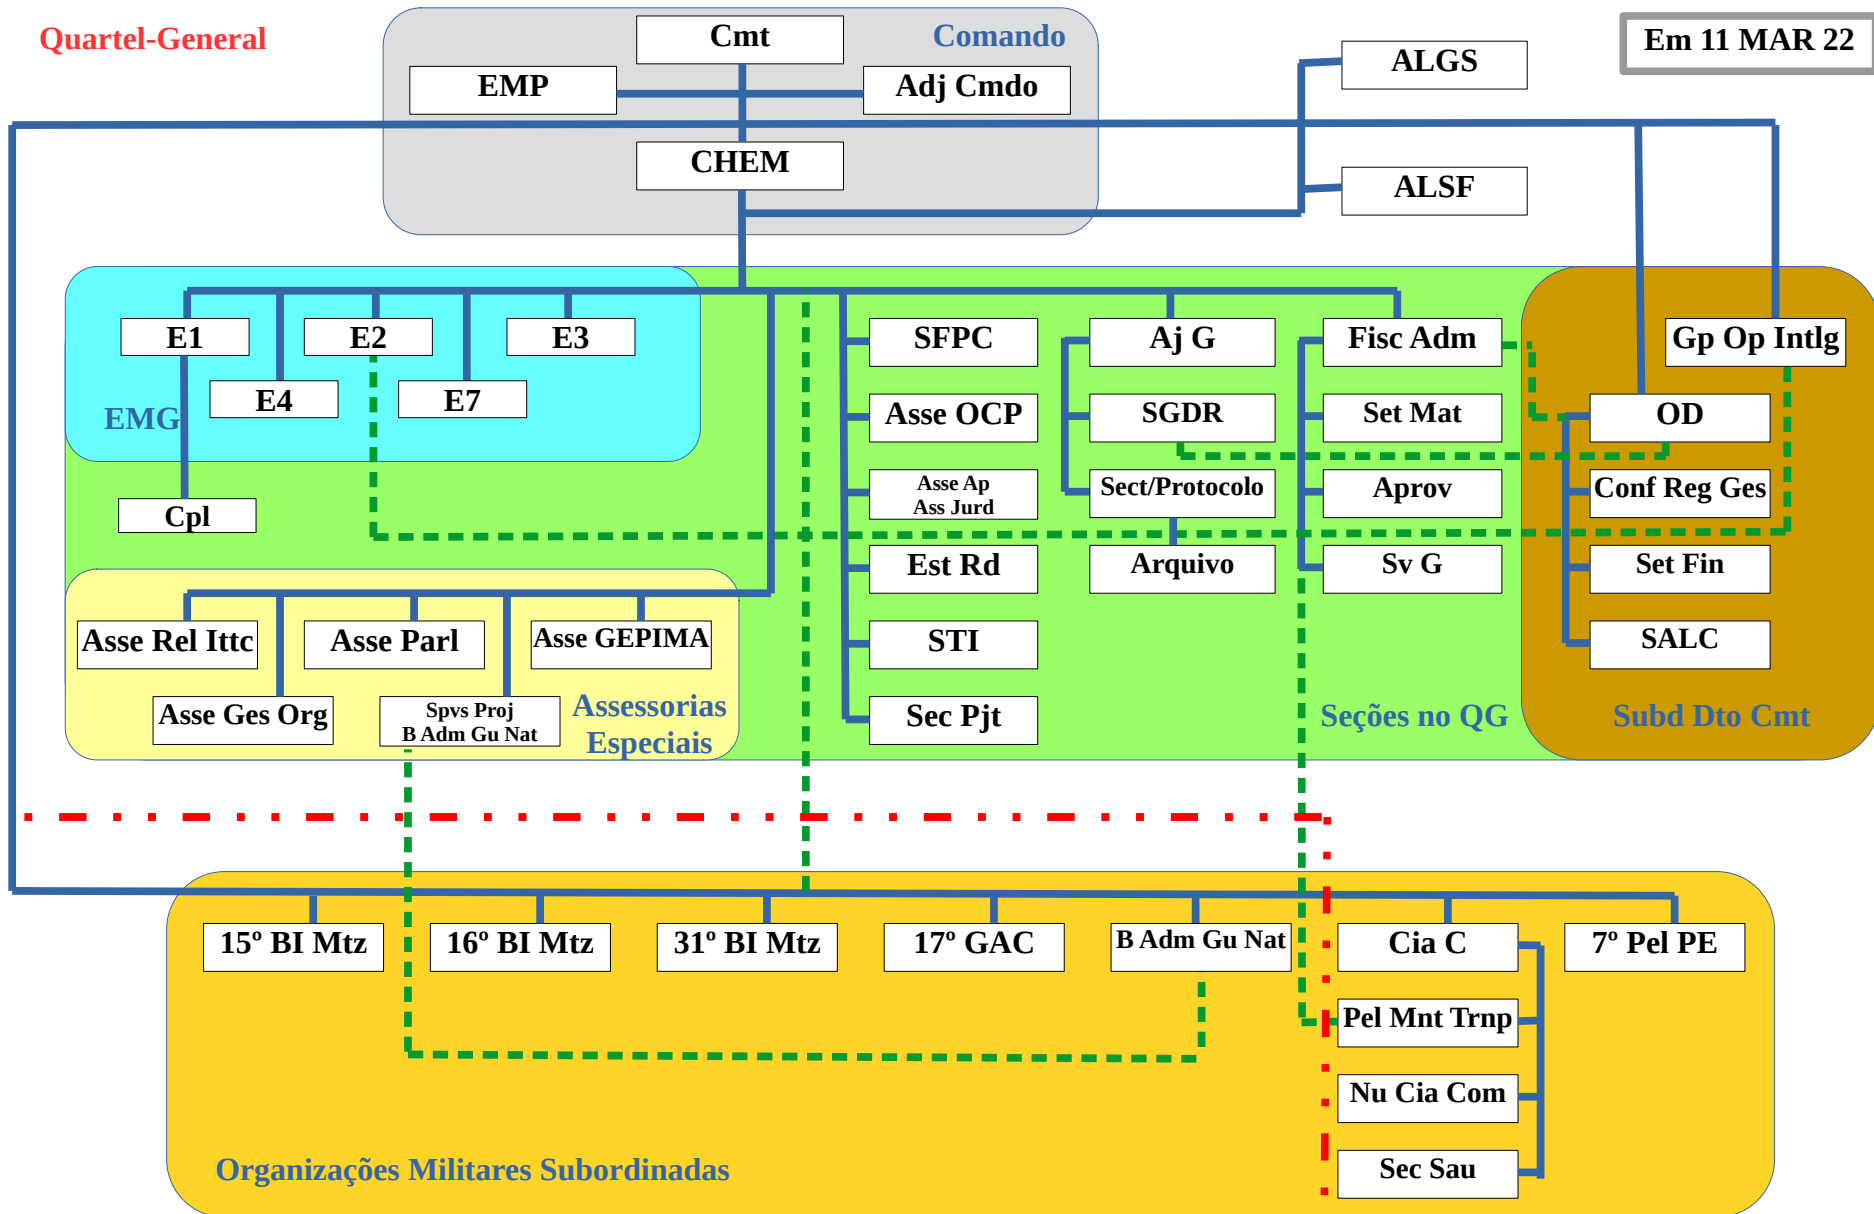 Quartel-General
Cmt
Comando
Em 11 MAR 22
EMP
Adj Cmdo
ALGS
CHEM
ALSF
E1
E2
E3
E4
E7
EMG
Cpl
SFPC
Aj G
Fisc Adm
Gp Op Intlg
Asse OCP
SGDR
Set Mat
OD
Asse Ap
Ass Jurd
Sect/Protocolo
Aprov
Conf Reg Ges
Est Rd
Arquivo
Sv G
Set Fin
Asse Rel Ittc
Asse Parl
Asse GEPIMA
STI
SALC
Asse Ges Org
Spvs Proj
B Adm Gu Nat
Assessorias
Especiais
Sec Pjt
Seções no QG
Subd Dto Cmt
15º BI Mtz
16º BI Mtz
31º BI Mtz
17º GAC
B Adm Gu Nat
Cia C
7º Pel PE
Pel Mnt Trnp
Nu Cia Com
Sec Sau
Organizações Militares Subordinadas